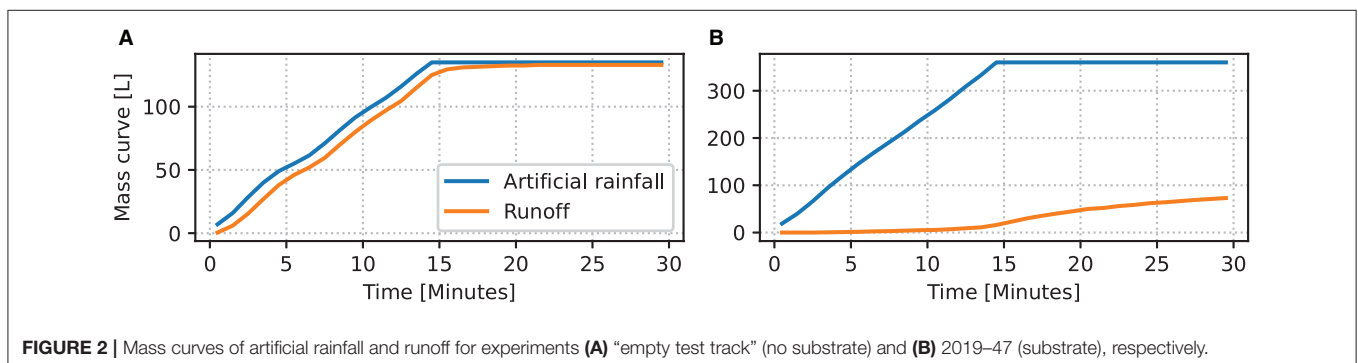 A
Mass curve [L]
100
50
0
0 5 10 15 20 25 30
Time [Minutes]
Artificial rainfall
Runoff
B
300
200
100
0
0 5 10 15 20 25 30
Time [Minutes]
FIGURE 2 | Mass curves of artificial rainfall and runoff for experiments (A) “empty test track” (no substrate) and (B) 2019–47 (substrate), respectively.